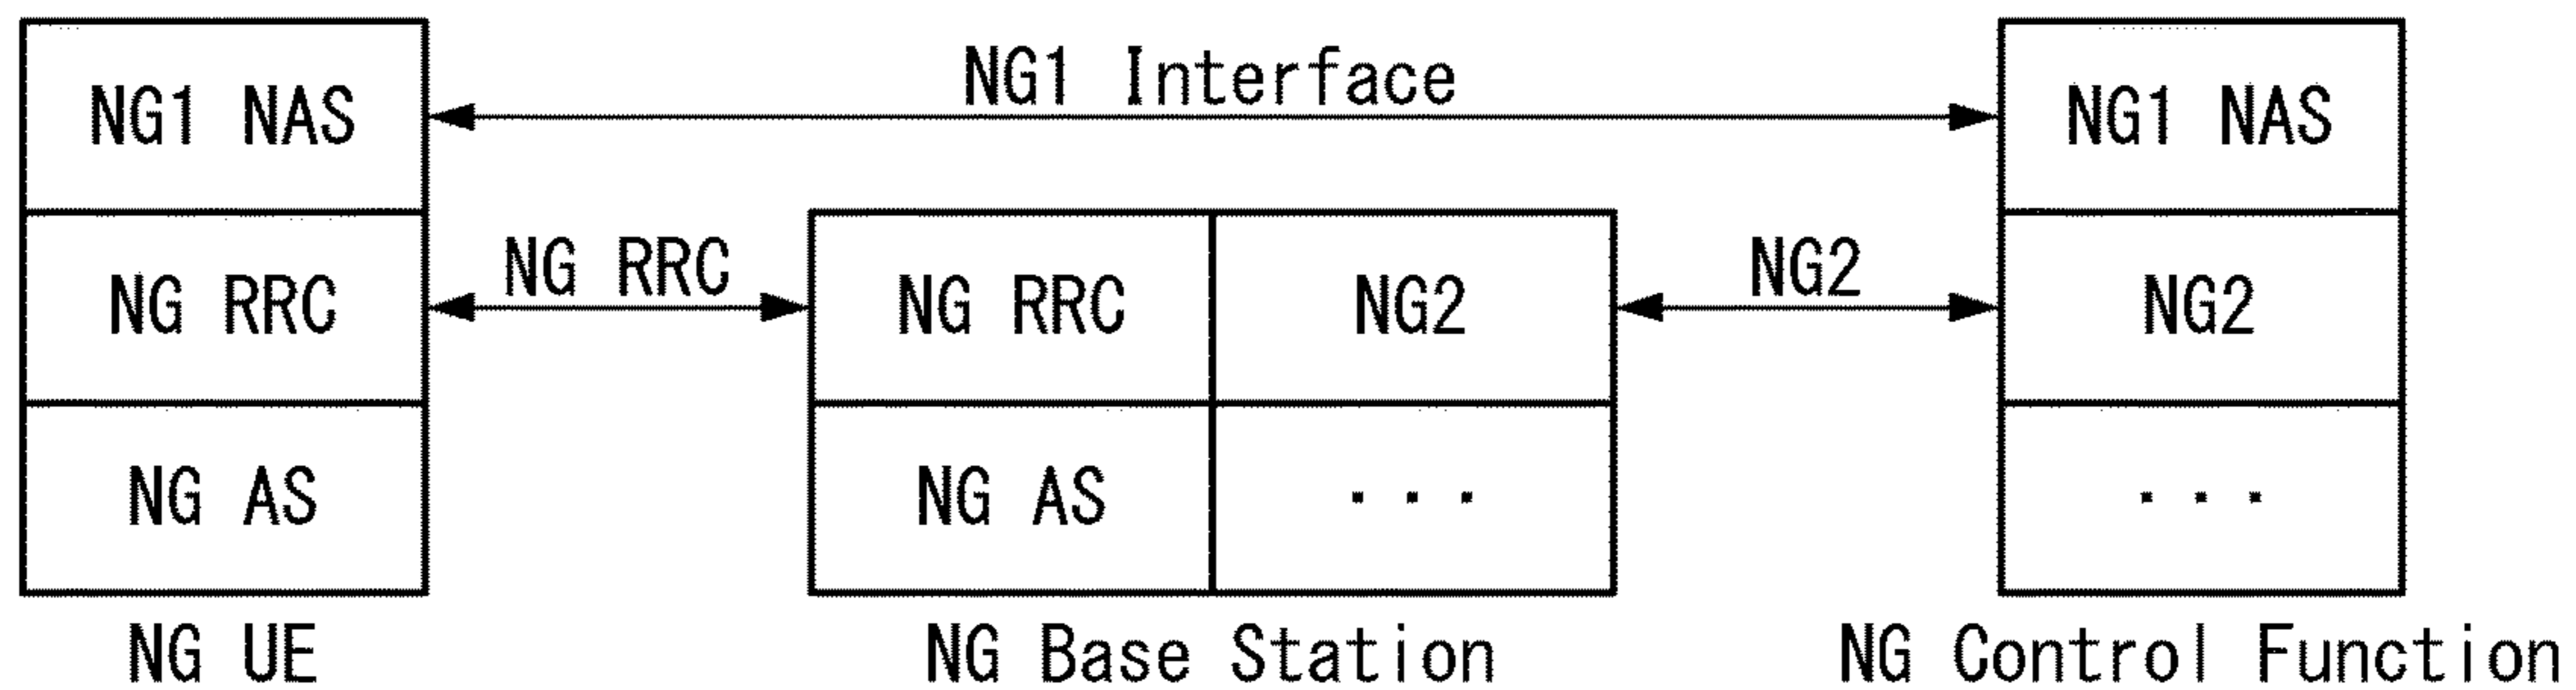 NG1 Interface
NG1 NAS
NG1 NAS
NG RRC
NG RRC
NG RRC
NG2
NG2
NG2
NG AS
NG AS
...
...
NG UE
NG Base Station
NG Control Function